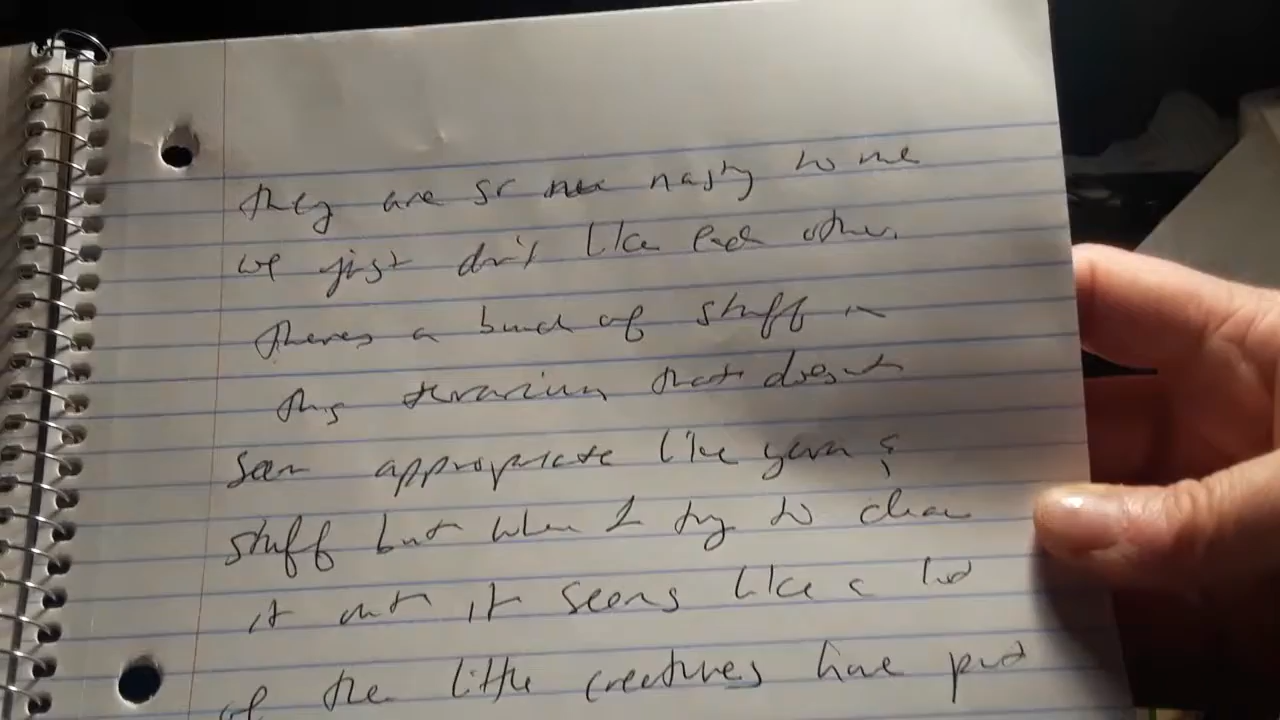 they are so nasty to me
we just don't like each other.
theres a bunch of stuff in
this terrarium that doesnt
seem appropriate like yarn &
stuff but when I try to clean
it out it seems like a lot
of the little creatures have put